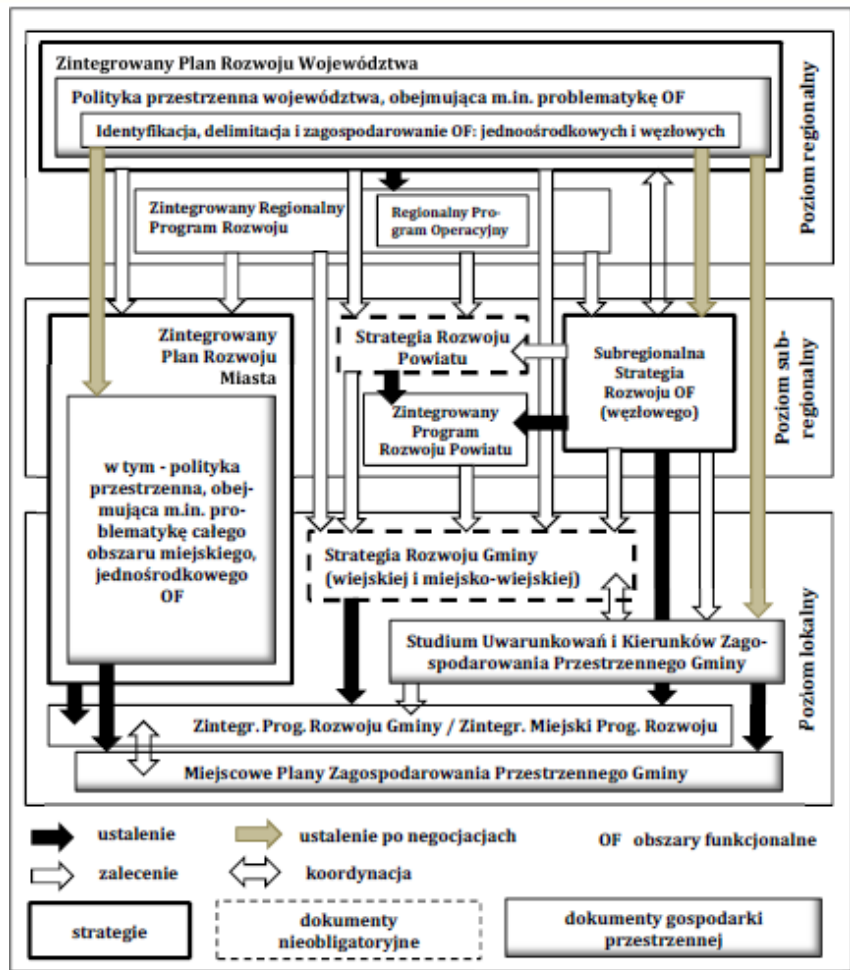 Zintegrowany Plan Rozwoju Województwa
Polityka przestrzenna województwa, obejmująca m.in. problematykę OF
Identyfikacja, delimitacja i zagospodarowanie OF: jednoośrodkowych i węzłowych
Zintegrowany Regionalny
Program Rozwoju
Regionalny Pro-
gram Operacyjny
Poziom regionalny
Zintegrowany
Plan Rozwoju
Miasta
Strategia Rozwoju
Powiatu
Zintegrowany
Program
Rozwoju Powiatu
Subregionalna
Strategia
Rozwoju OF
(węzłowego)
Poziom sub-
regionalny
w tym - polityka
przestrzenna, obej-
mująca m.in. pro-
blematykę całego
obszaru miejskiego,
jednośrodkowego
OF
Strategia Rozwoju Gminy
(wiejskiej i miejsko-wiejskiej)
Studium Uwarunkowań i Kierunków Zago-
spodarowania Przestrzennego Gminy
Zintegr. Prog. Rozwoju Gminy / Zintegr. Miejski Prog. Rozwoju
Miejscowe Plany Zagospodarowania Przestrzennego Gminy
Poziom lokalny
ustalenie
ustalenie po negocjacjach
OF obszary funkcjonalne
zalecenie
koordynacja
strategie
dokumenty
nieobligatoryjne
dokumenty gospodarki
przestrzennej